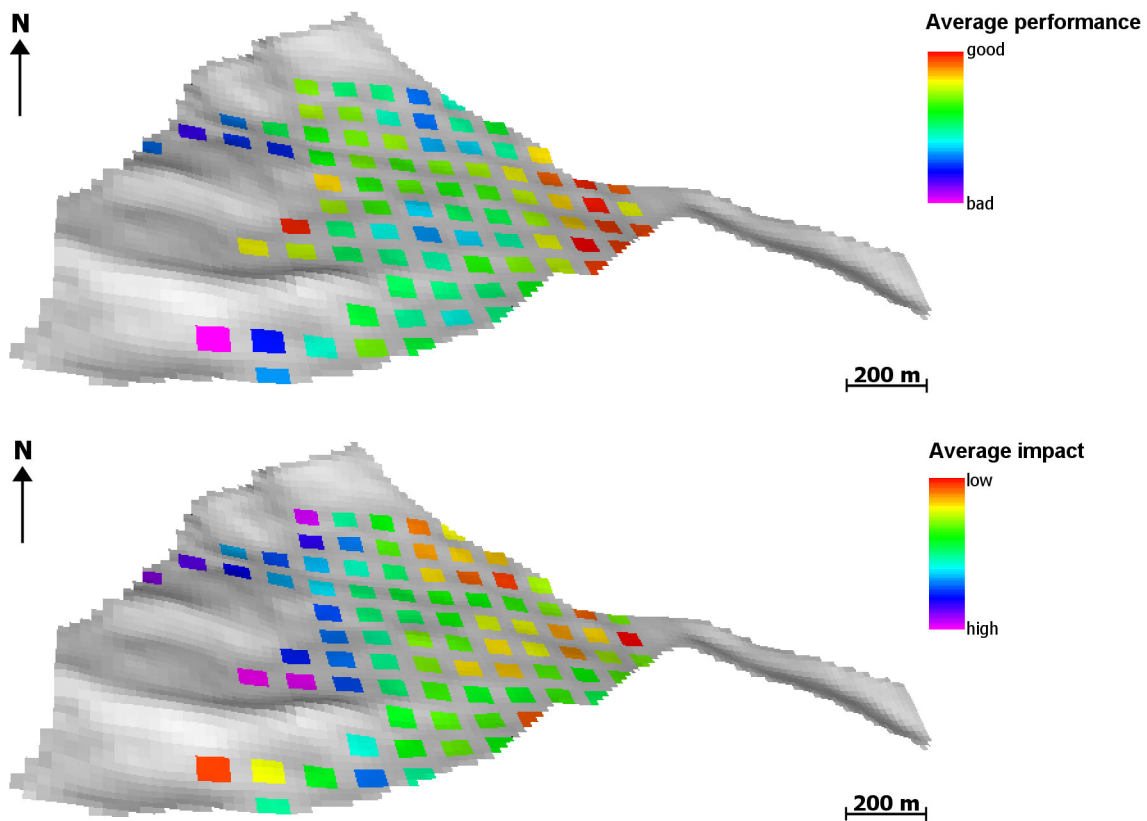 N
Average performance
good
bad
200 m
N
Average impact
low
high
200 m